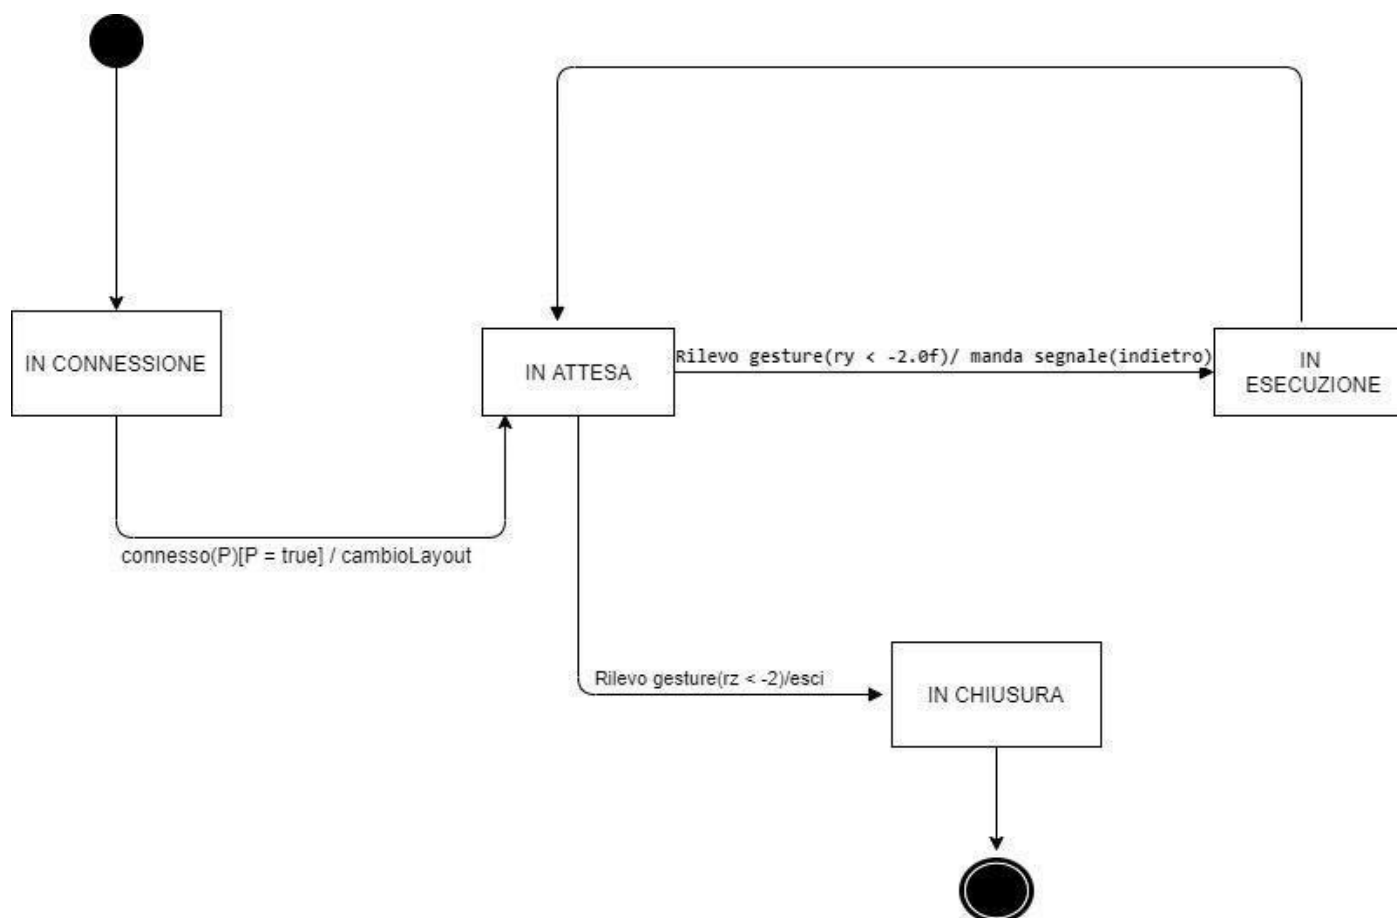 IN CONNESSIONE
IN ATTESA
Rilevo gesture(ry < -2.0f)/ manda segnale(indietro)
IN
ESECUZIONE
connesso(P)[P = true] / cambioLayout
Rilevo gesture(rz < -2)/esci
IN CHIUSURA